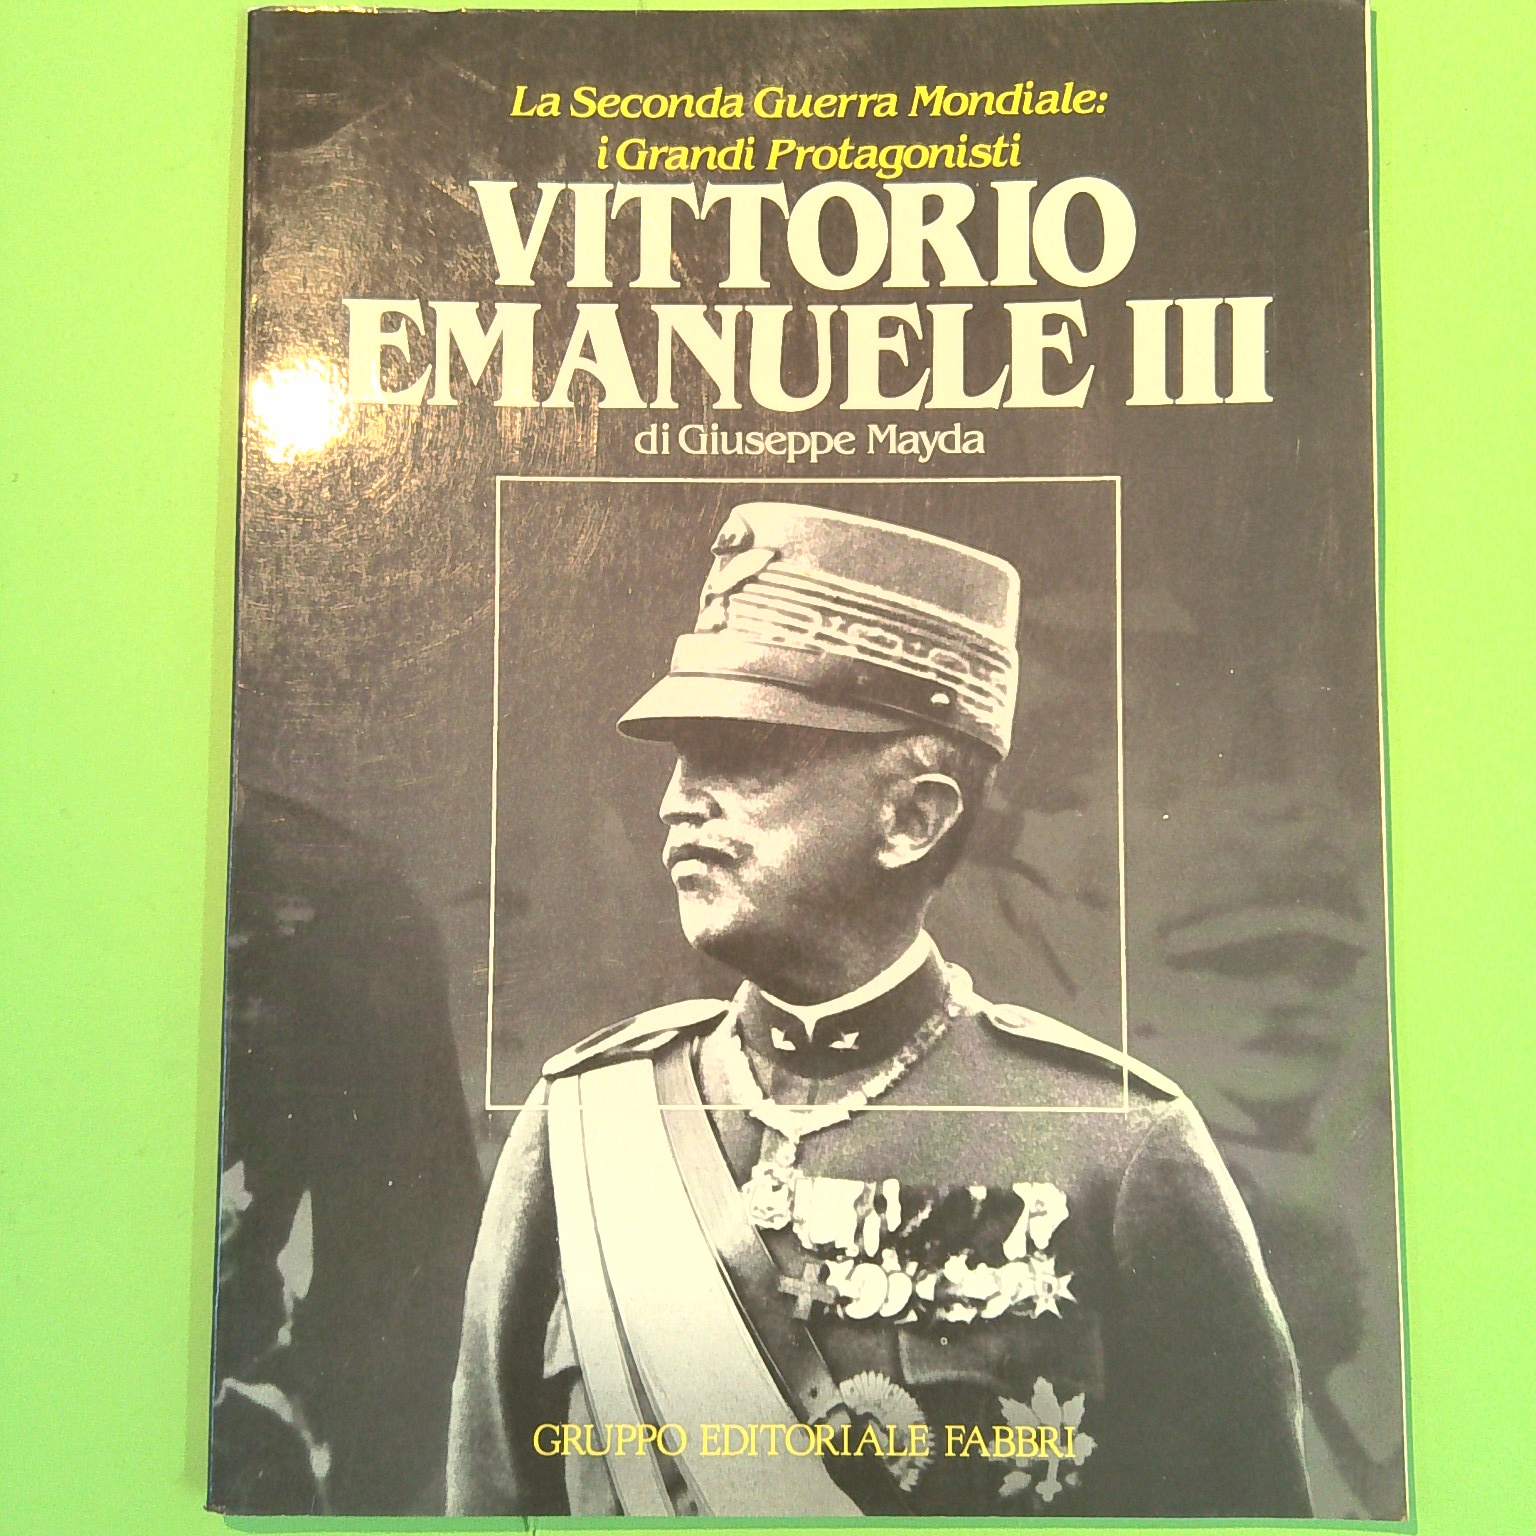 La Seconda Guerra Mondiale:
i Grandi Protagonisti
VITTORIO
EMANUELE III
di Giuseppe Mayda
GRUPPO EDITORIALE FABBRI